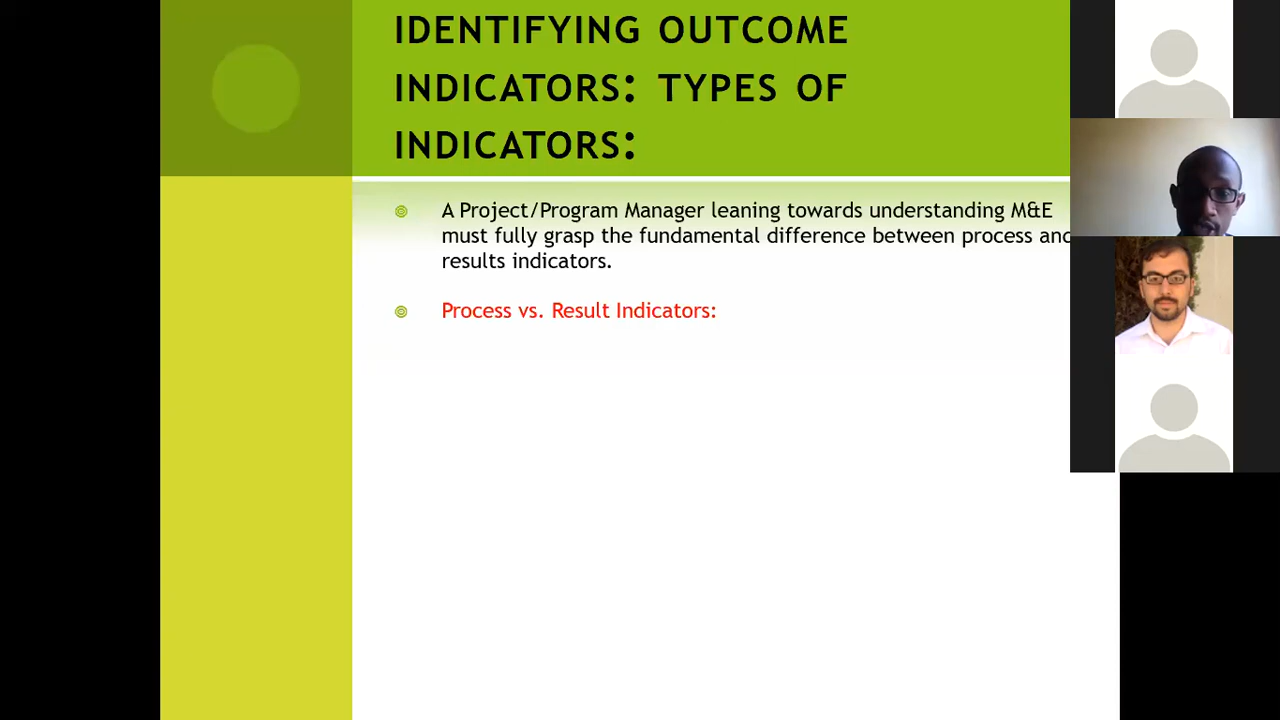 IDENTIFYING OUTCOME
INDICATORS: TYPES OF
INDICATORS:
A Project/Program Manager leaning towards understanding M&E
must fully grasp the fundamental difference between process and
results indicators.
Process vs. Result Indicators: